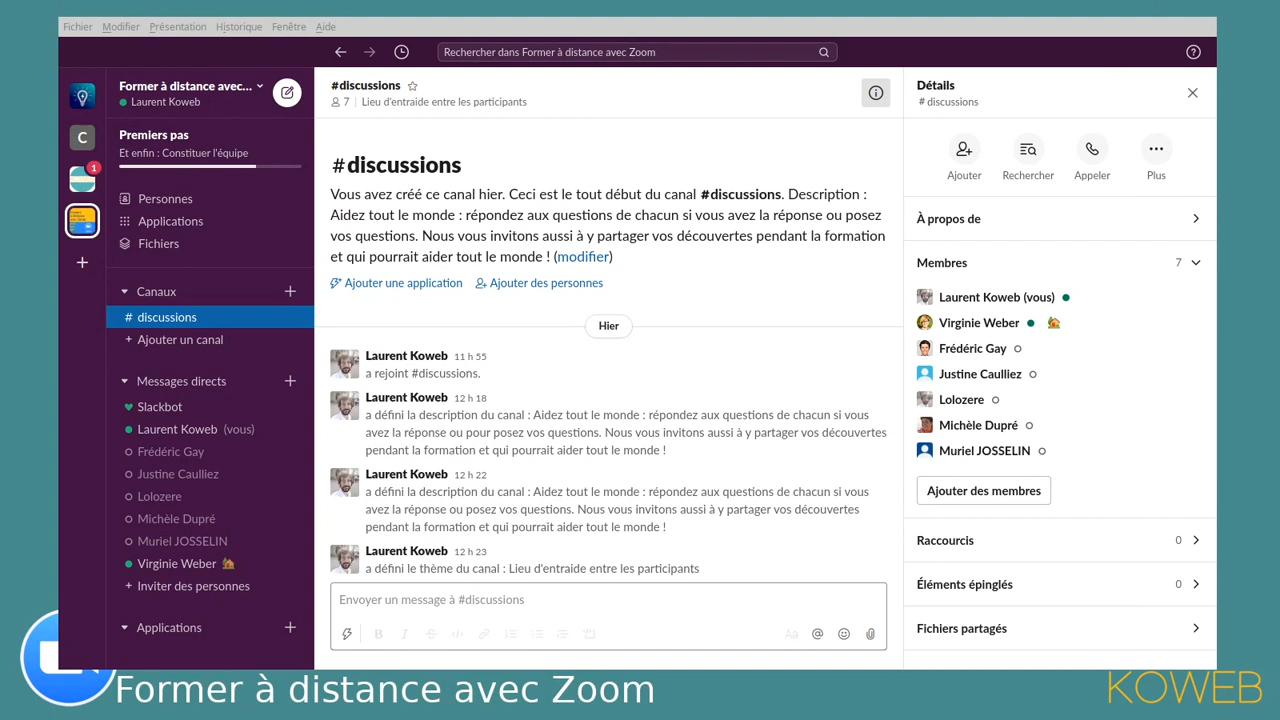 Fichier Modifier Présentation Historique Fenêtre Aide
Rechercher dans Former à distance avec Zoom
Former à distance avec...
Laurent Koweb
Premiers pas
Et enfin : Constituer l'équipe
C
1
Personnes
Applications
Fichiers
Canaux
# discussions
+ Ajouter un canal
Messages directs
Slackbot
Laurent Koweb (vous)
Frédéric Gay
Justine Caulliez
Lolozere
Michèle Dupré
Muriel JOSSELIN
Virginie Weber
+ Inviter des personnes
Applications
#discussions
7 | Lieu d'entraide entre les participants
#discussions
Vous avez créé ce canal hier. Ceci est le tout début du canal #discussions. Description :
Aidez tout le monde : répondez aux questions de chacun si vous avez la réponse ou posez
vos questions. Nous vous invitons aussi à y partager vos découvertes pendant la formation
et qui pourrait aider tout le monde ! (modifier)
Ajouter une application Ajouter des personnes
Hier
Laurent Koweb 11 h 55
a rejoint #discussions.
Laurent Koweb 12 h 18
a défini la description du canal : Aidez tout le monde : répondez aux questions de chacun si vous
avez la réponse ou pour posez vos questions. Nous vous invitons aussi à y partager vos découvertes
pendant la formation et qui pourrait aider tout le monde !
Laurent Koweb 12 h 22
a défini la description du canal : Aidez tout le monde : répondez aux questions de chacun si vous
avez la réponse ou posez vos questions. Nous vous invitons aussi à y partager vos découvertes
pendant la formation et qui pourrait aider tout le monde !
Laurent Koweb 12 h 23
a défini le thème du canal : Lieu d'entraide entre les participants
Envoyer un message à #discussions
B I S Aa @
Détails
# discussions
Ajouter Rechercher Appeler Plus
À propos de
Membres 7
Laurent Koweb (vous)
Virginie Weber
Frédéric Gay
Justine Caulliez
Lolozere
Michèle Dupré
Muriel JOSSELIN
Ajouter des membres
Raccourcis 0
Éléments épinglés 0
Fichiers partagés
Former à distance avec Zoom
KOWEB